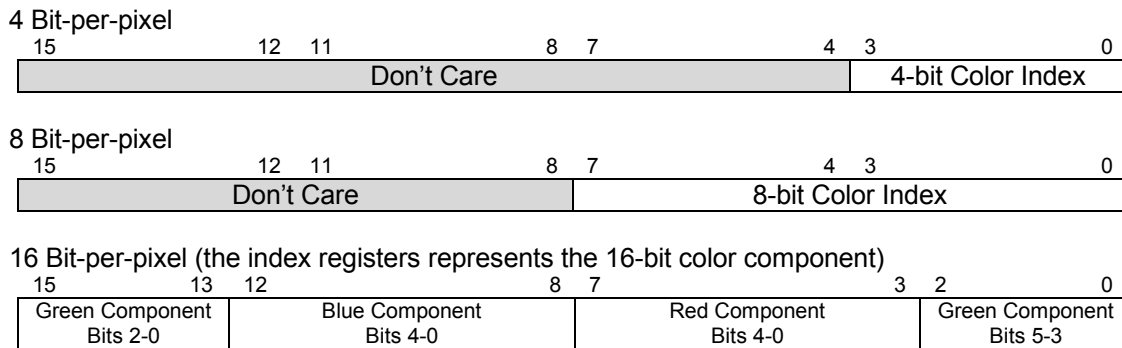 4 Bit-per-pixel
15 12 11 8 7 4 3 0
Don't Care 4-bit Color Index
8 Bit-per-pixel
15 12 11 8 7 4 3 0
Don't Care 8-bit Color Index
16 Bit-per-pixel (the index registers represents the 16-bit color component)
15 13 12 8 7 3 2 0
Green Component Blue Component Red Component Green Component
Bits 2-0 Bits 4-0 Bits 4-0 Bits 5-3